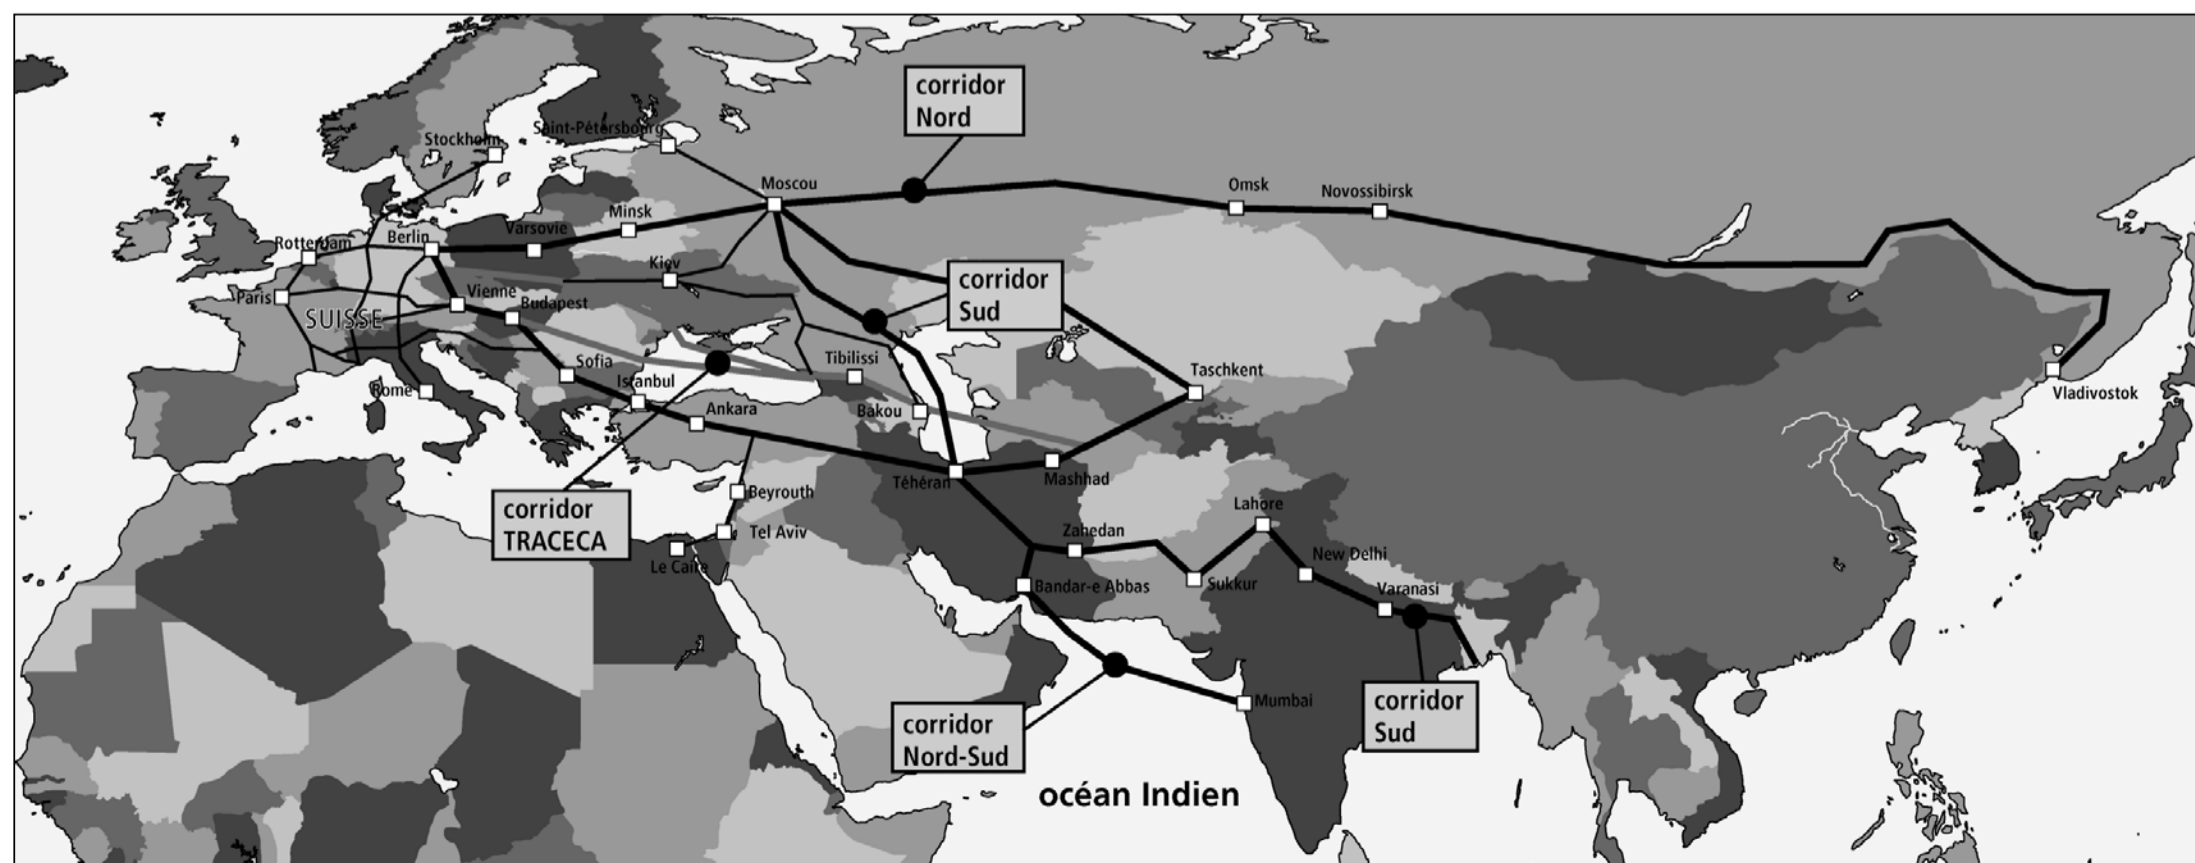 corridor
Nord
Saint-Pétersbourg
Stockholm
Moscou
Omsk
Novossibirsk
Minsk
Varsovie
Berlin
Rotterdam
Kiev
corridor
Sud
Vienne
Paris
Budapest
SUISSE
Tibilissi
Sofia
Taschkent
Istanbul
Rome
Vladivostok
Ankara
Bakou
Téhéran
Mashhad
Beyrouth
corridor
TRACECA
Lahore
Zahedan
Tel Aviv
New Delhi
Le Caire
Bandar-e Abbas
Sukkur
Varanasi
Mumbai
corridor
Sud
corridor
Nord-Sud
océan Indien